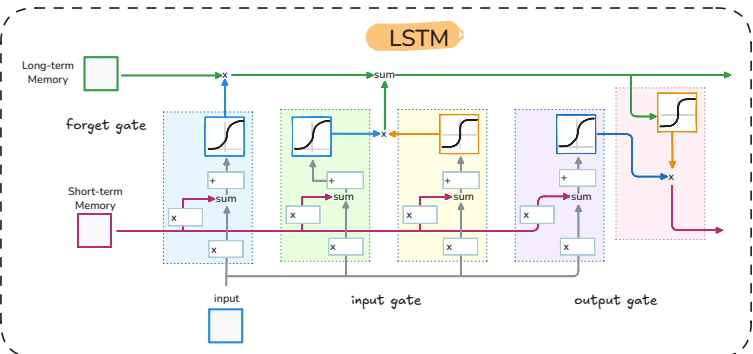 LSTM
Long-term
Memory
x
sum
forget gate
x
+
+
+
+
x
Short-term
Memory
sum
sum
sum
sum
x
x
x
x
x
x
x
x
input
input gate
output gate